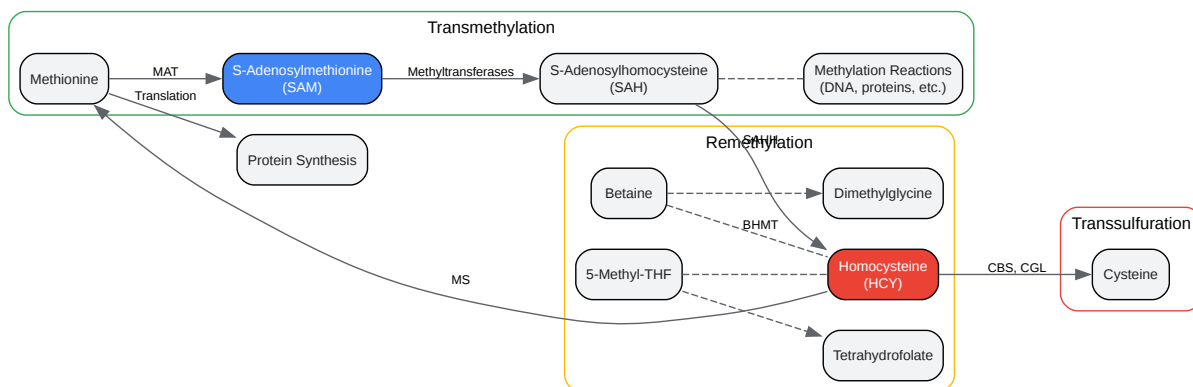 Transmethylation
Methionine
MAT
S-Adenosylmethionine
(SAM)
Methyltransferases
S-Adenosylhomocysteine
(SAH)
Methylation Reactions
(DNA, proteins, etc.)
Translation
Protein Synthesis
SAHH
Remethylation
Betaine
Dimethylglycine
BHMT
5-Methyl-THF
Homocysteine
(HCY)
MS
Tetrahydrofolate
CBS, CGL
Transsulfuration
Cysteine